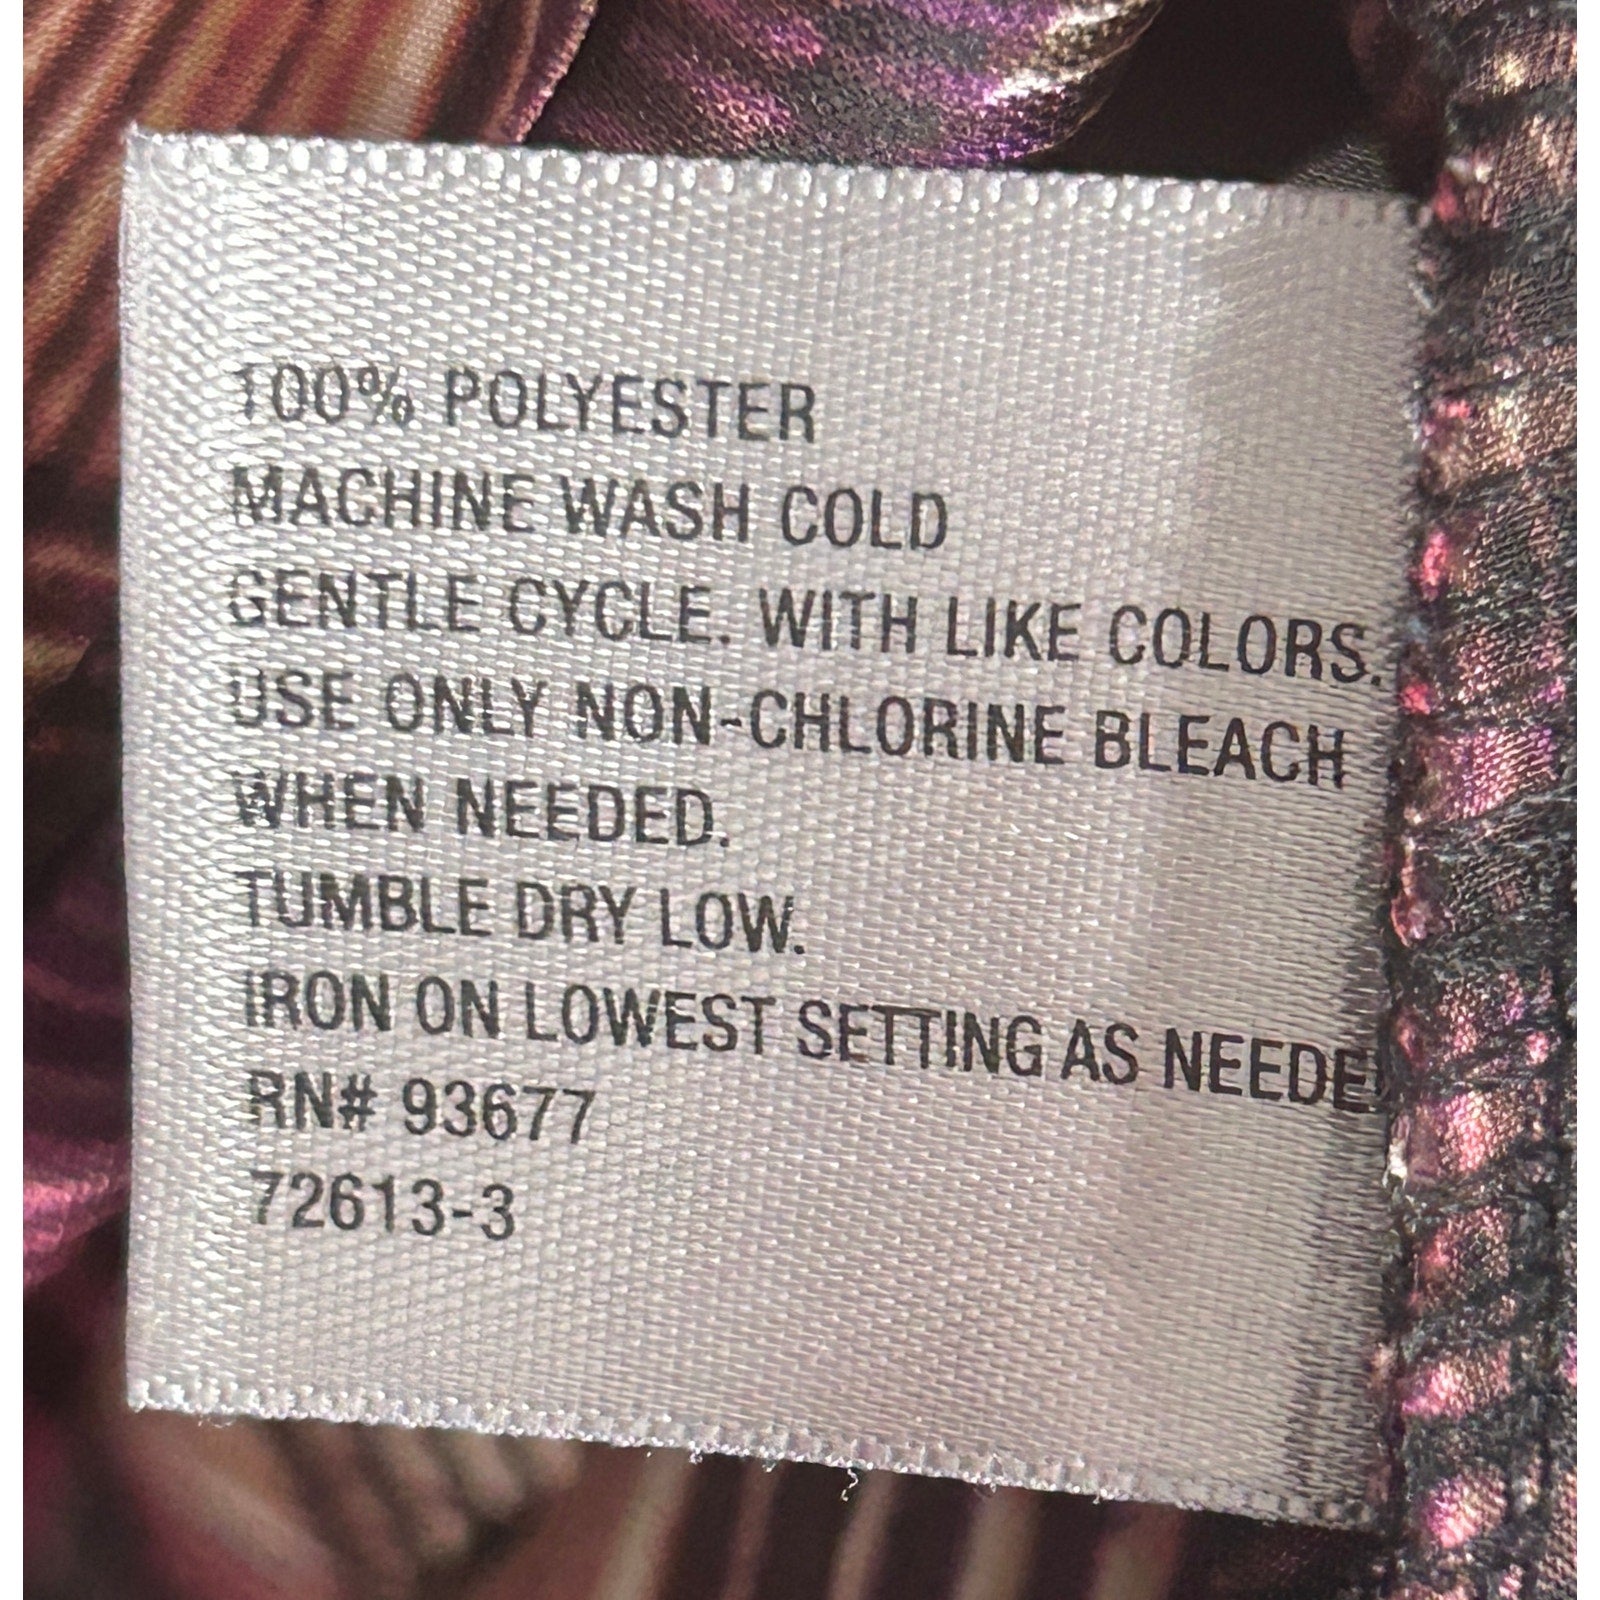 100% POLYESTER
MACHINE WASH COLD
GENTLE CYCLE. WITH LIKE COLORS.
USE ONLY NON-CHLORINE BLEACH
WHEN NEEDED.
TUMBLE DRY LOW.
IRON ON LOWEST SETTING AS NEEDE
RN# 93677
72613-3